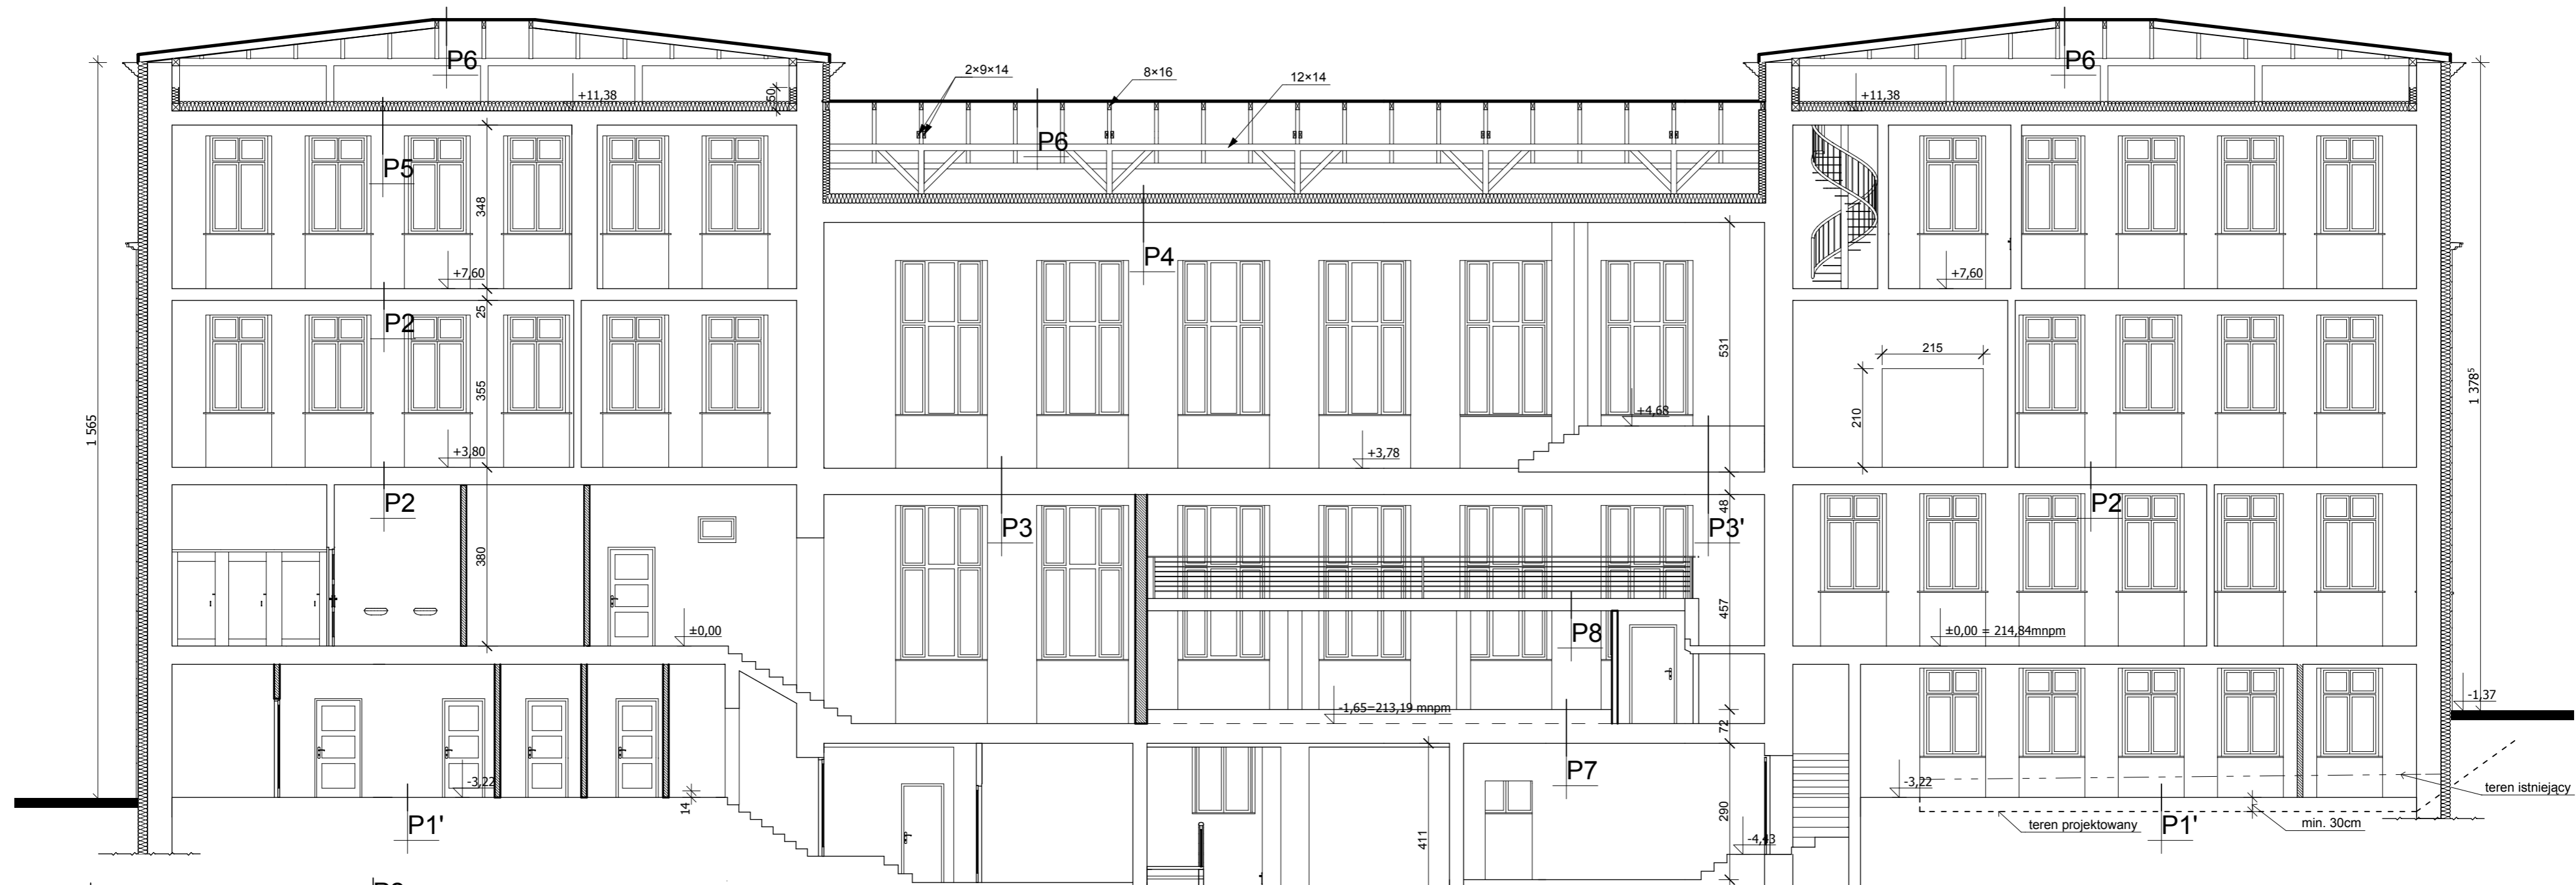 P6
P6
2×9×14
8×16
12×14
+11,38
50
+11,38
P6
P5
348
P4
+7,60
+7,60
P2
25
1 565
355
531
215
210
1 378⁵
+4,68
+3,80
+3,78
P2
P3
48
P3'
P2
380
457
±0,00
P8
±0,00 = 214,84mnpm
-1,65=213,19 mnpm
72
-1,37
P7
-3,22
14
-3,22
teren istniejący
P1'
411
290
-4,43
teren projektowany
P1'
min. 30cm